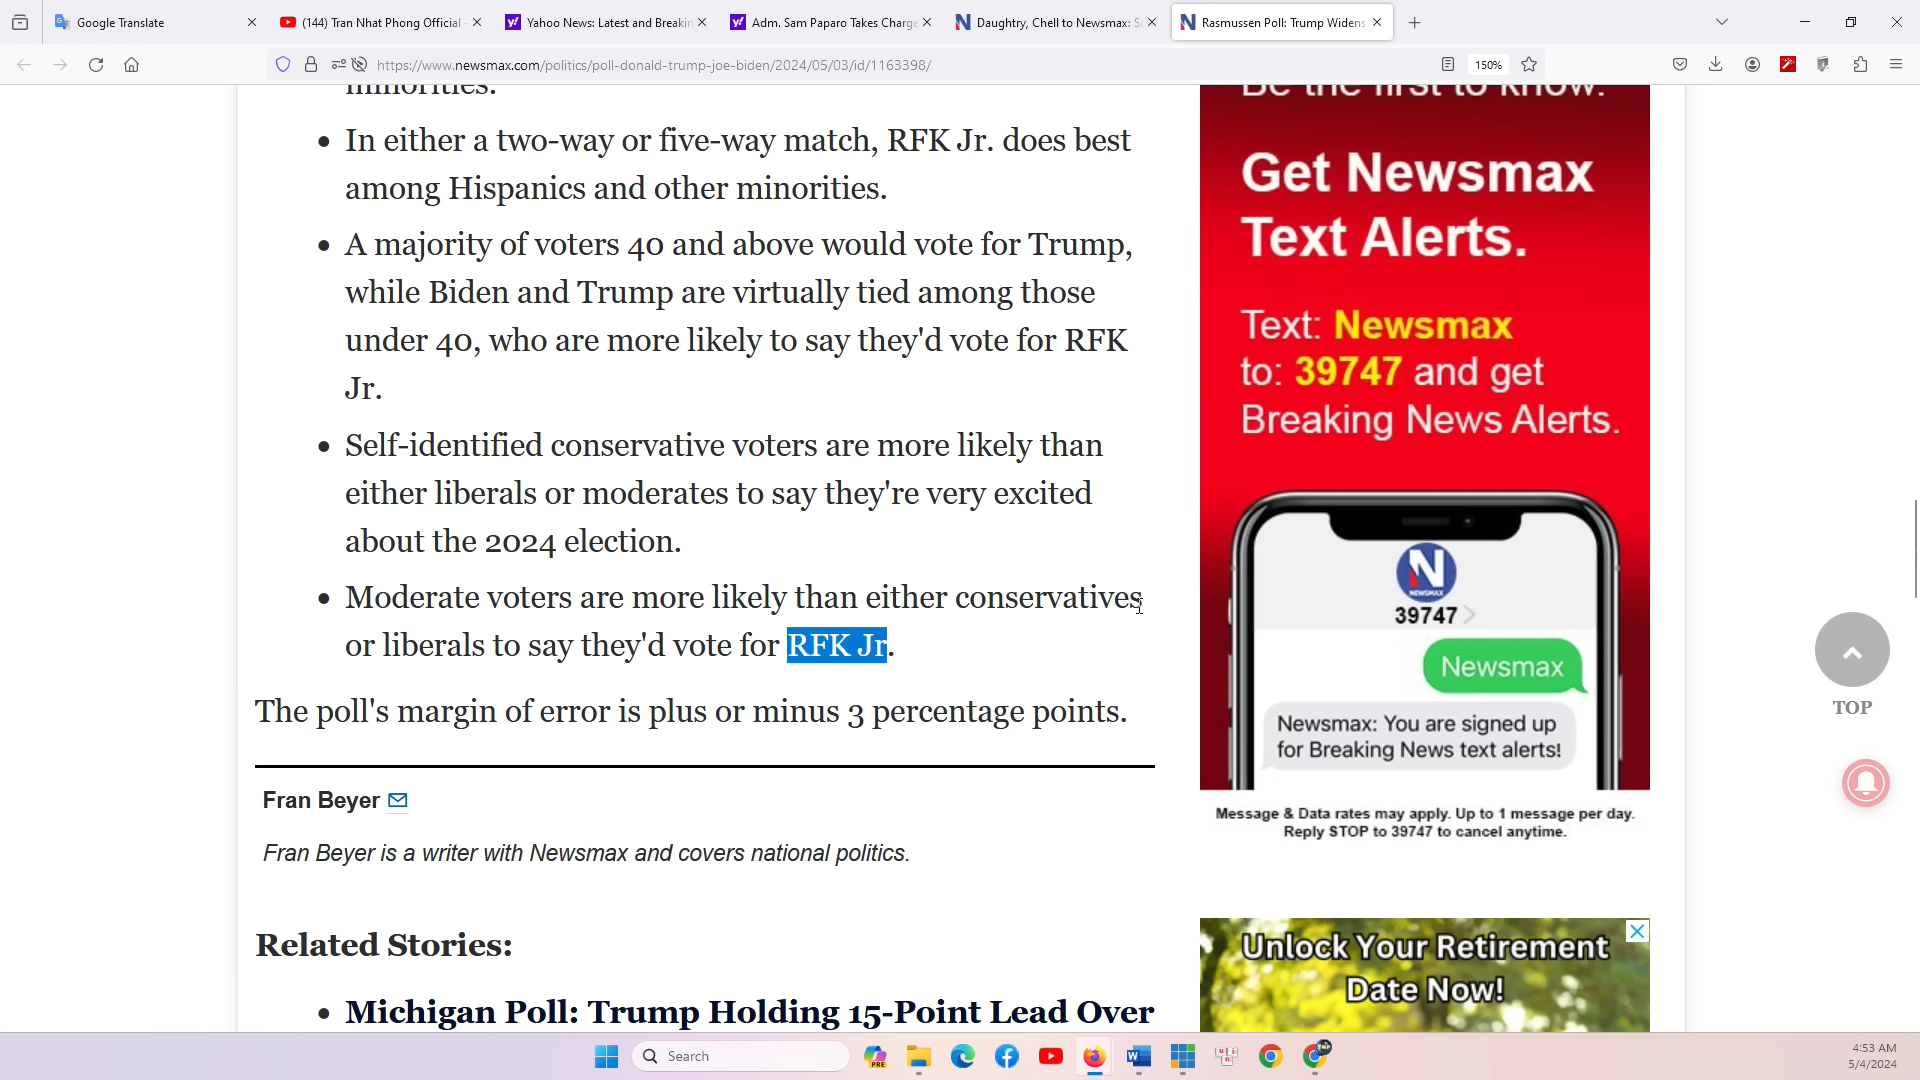 Google Translate
(144) Tran Nhat Phong Official -
Yahoo News: Latest and Breakin
Adm. Sam Paparo Takes Charge
Daughtry, Chell to Newsmax: S
Rasmussen Poll: Trump Widens
https://www.newsmax.com/politics/poll-donald-trump-joe-biden/2024/05/03/id/1163398/
150%
minorities.
• In either a two-way or five-way match, RFK Jr. does best
among Hispanics and other minorities.
• A majority of voters 40 and above would vote for Trump,
while Biden and Trump are virtually tied among those
under 40, who are more likely to say they'd vote for RFK
Jr.
• Self-identified conservative voters are more likely than
either liberals or moderates to say they're very excited
about the 2024 election.
• Moderate voters are more likely than either conservatives
or liberals to say they'd vote for RFK Jr.
The poll's margin of error is plus or minus 3 percentage points.
Fran Beyer
Fran Beyer is a writer with Newsmax and covers national politics.
Related Stories:
• Michigan Poll: Trump Holding 15-Point Lead Over
Be the first to know.
Get Newsmax
Text Alerts.
Text: Newsmax
to: 39747 and get
Breaking News Alerts.
N
NEWSMAX
39747
Newsmax
Newsmax: You are signed up
for Breaking News text alerts!
Message & Data rates may apply. Up to 1 message per day.
Reply STOP to 39747 to cancel anytime.
Unlock Your Retirement
Date Now!
TOP
Search
PRE
4:53 AM
5/4/2024